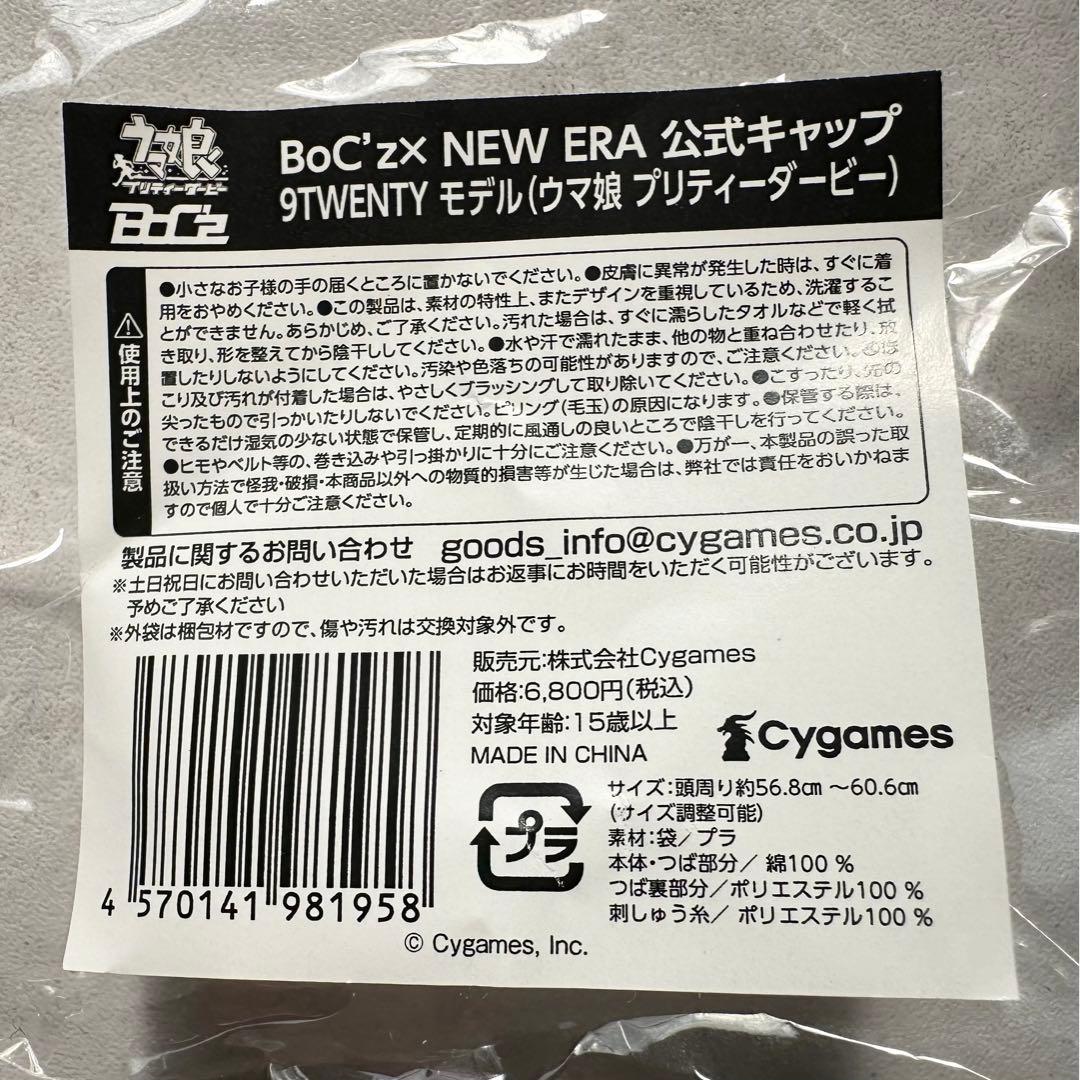 ウマ娘
プリティーダービー
BoC'z
BoC'z× NEW ERA 公式キャップ
9TWENTY モデル(ウマ娘 プリティーダービー)
使用上のご注意
●小さなお子様の手の届くところに置かないでください。●皮膚に異常が発生した時は、すぐに着
用をおやめください。●この製品は、素材の特性上、またデザインを重視しているため、洗濯するこ
とができません。あらかじめ、ご了承ください。汚れた場合は、すぐに濡らしたタオルなどで軽く拭
き取り、形を整えてから陰干ししてください。●水や汗で濡れたまま、他の物と重ね合わせたり、放
置したりしないようにしてください。汚染や色落ちの可能性がありますので、ご注意ください。●ほ
こり及び汚れが付着した場合は、やさしくブラッシングして取り除いてください。●こすったり、先の
尖ったもので引っかいたりしないでください。ピリング(毛玉)の原因になります。●保管する際は、
できるだけ湿気の少ない状態で保管し、定期的に風通しの良いところで陰干しを行ってください。
●ヒモやベルト等の、巻き込みや引っ掛かりに十分にご注意ください。●万が一、本製品の誤った取
扱い方法で怪我・破損・本商品以外への物質的損害等が生じた場合は、弊社では責任をおいかねま
すので個人で十分ご注意ください。
製品に関するお問い合わせ goods_info@cygames.co.jp
※土日祝日にお問い合わせいただいた場合はお返事にお時間をいただく可能性がございます。
予めご了承ください
※外袋は梱包材ですので、傷や汚れは交換対象外です。
販売元:株式会社Cygames
価格:6,800円(税込)
対象年齢:15歳以上
MADE IN CHINA
Cygames
プラ
サイズ:頭周り約56.8㎝ ～60.6㎝
(サイズ調整可能)
素材:袋/プラ
本体・つば部分/ 綿100 %
つば裏部分/ポリエステル100 %
刺しゅう糸/ ポリエステル100 %
4 570141 981958
© Cygames, Inc.